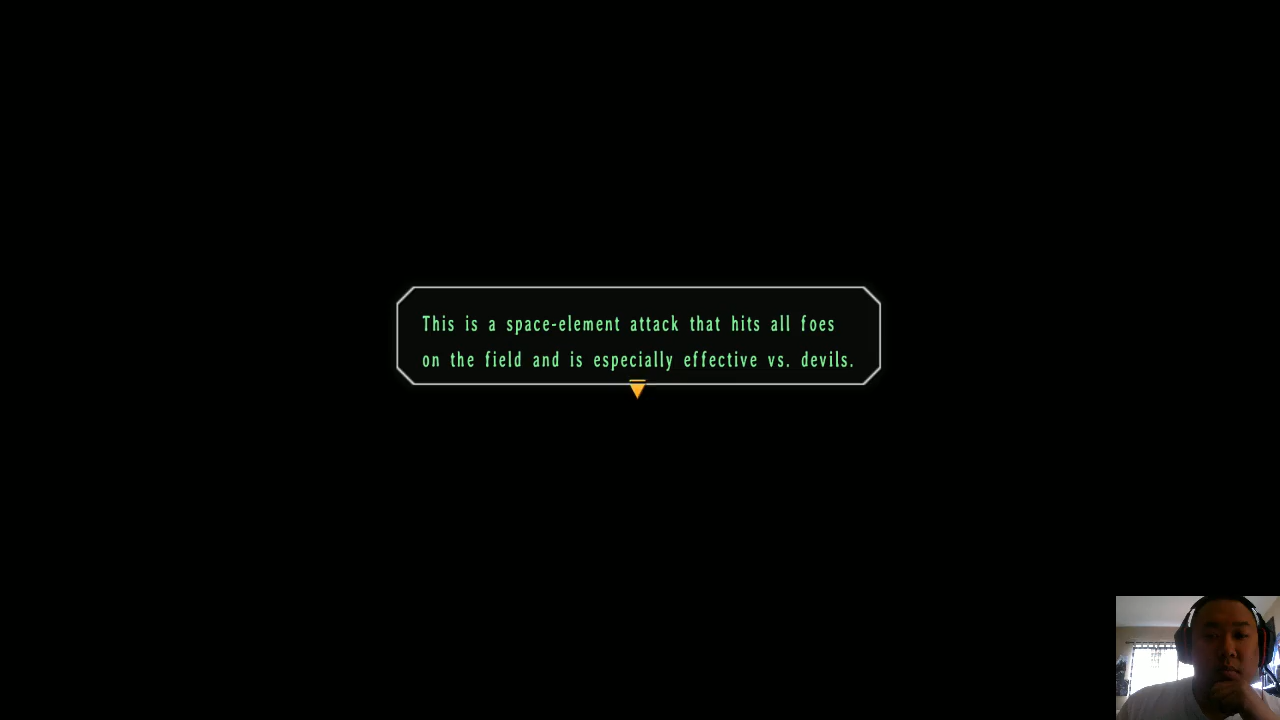 This is a space-element attack that hits all foes
on the field and is especially effective vs. devils.